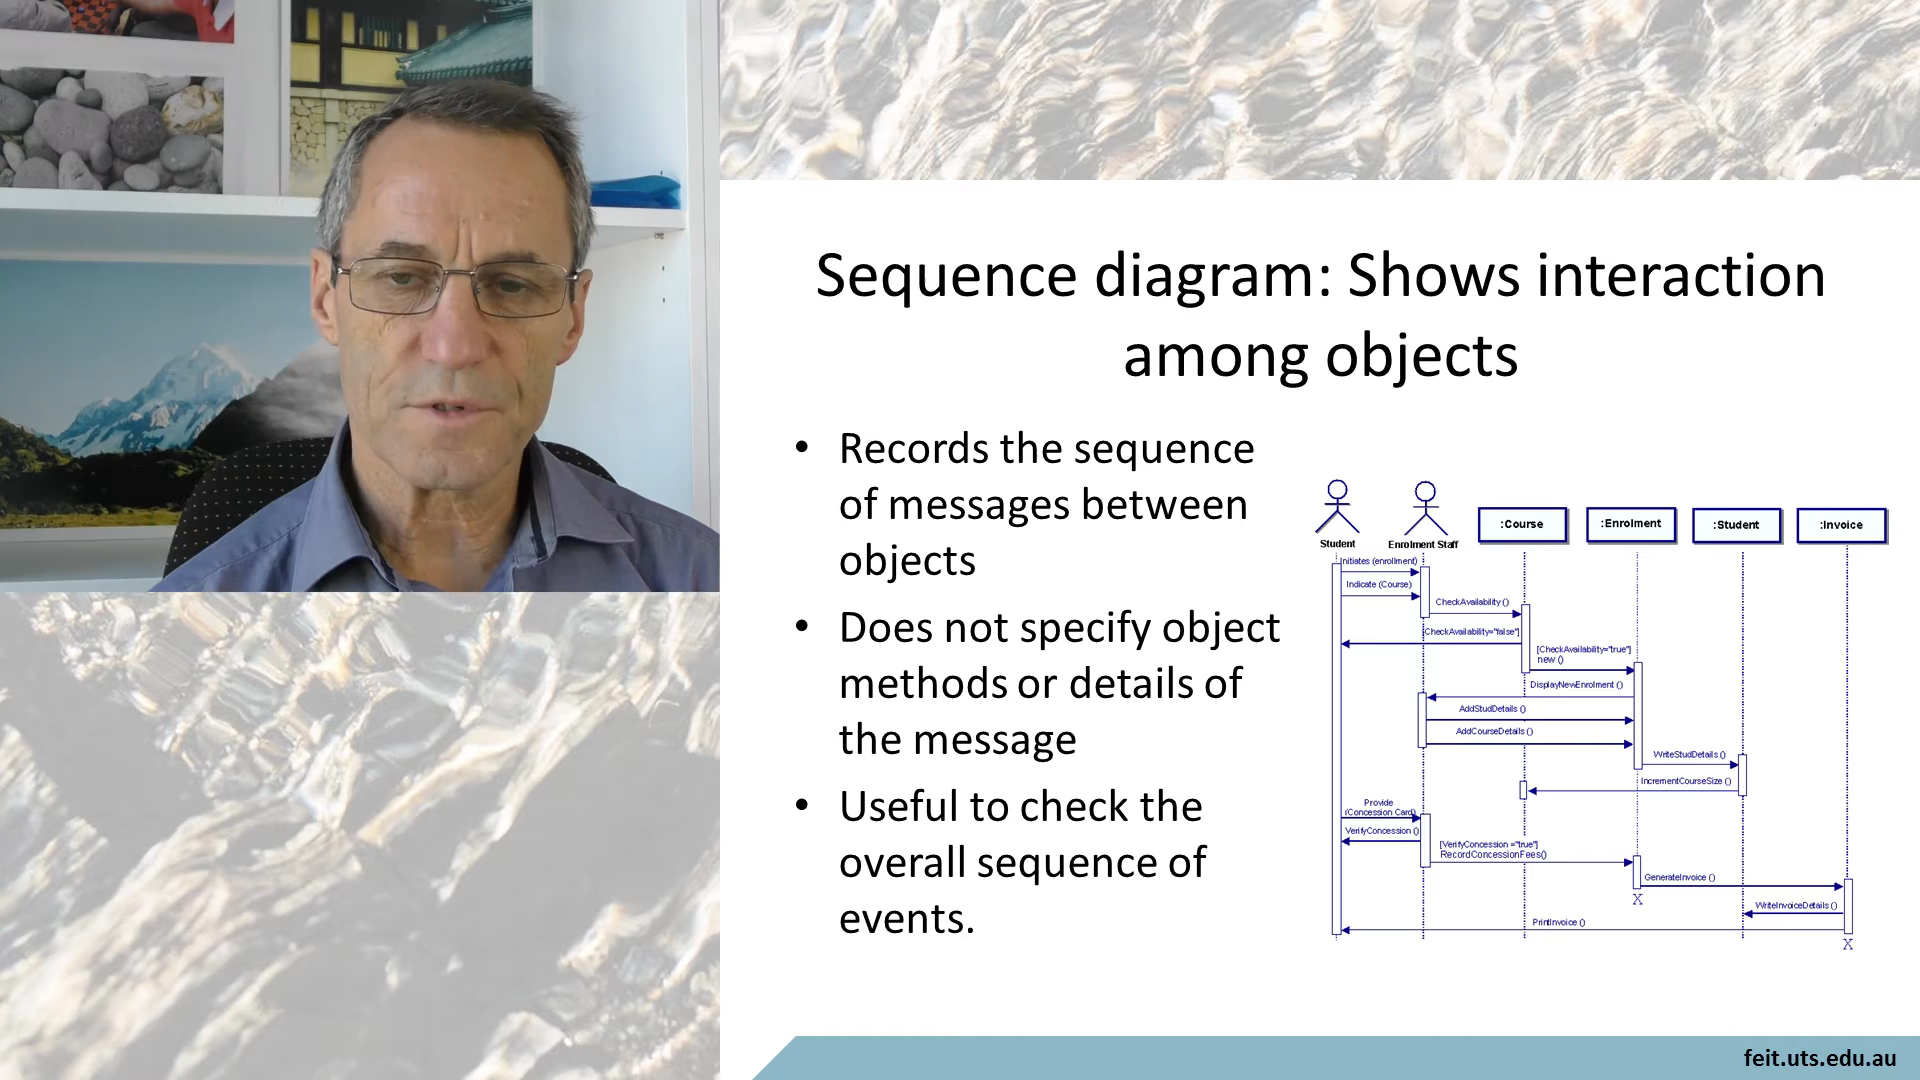 Sequence diagram: Shows interaction
among objects
• Records the sequence
of messages between
objects
• Does not specify object
methods or details of
the message
• Useful to check the
overall sequence of
events.
Student
Enrolment Staff
:Course
:Enrolment
:Student
:Invoice
Initiates (enrollment)
Indicate (Course)
CheckAvailability ()
[CheckAvailability="false"]
[CheckAvailability="true"]
new ()
DisplayNewEnrolment ()
AddStudDetails ()
AddCourseDetails ()
WriteStudDetails ()
IncrementCourseSize ()
Provide
(Concession Card)
VerifyConcession ()
[VerifyConcession ="true"]
RecordConcessionFees()
GenerateInvoice ()
X
WriteInvoiceDetails ()
PrintInvoice ()
X
feit.uts.edu.au